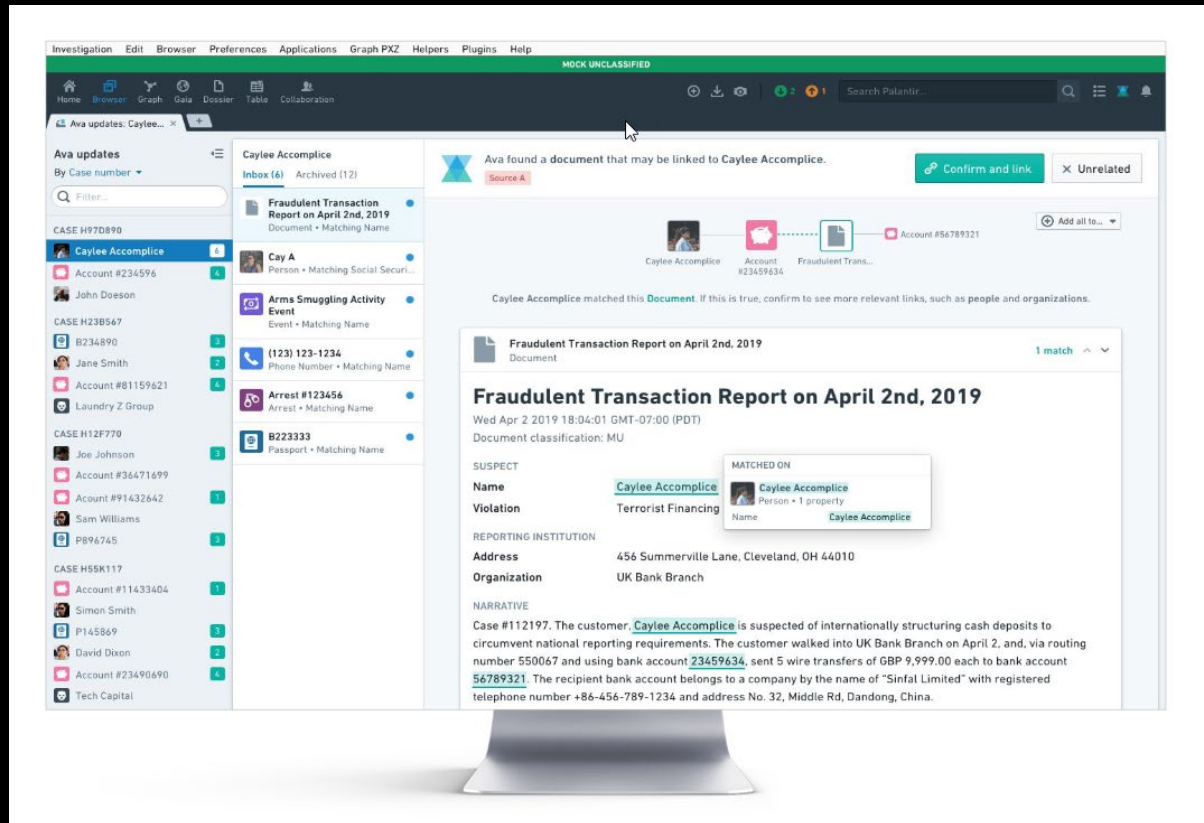 Investigation Edit Browser Preferences Applications Graph PXZ Helpers Plugins Help
MOCK UNCLASSIFIED
Home Browser Graph Gaia Dossier Table Collaboration
2 1 Search Palantir...
Ava updates: Caylee... × +
Ava updates
By Case number
Filter...
CASE H97D890
Caylee Accomplice 6
Account #234596 4
John Doeson
CASE H23B567
B234890 3
Jane Smith 2
Account #81159621 4
Laundry Z Group
CASE H12F770
Joe Johnson 3
Account #36471699
Acount #91432642 1
Sam Williams
P896745 3
CASE H55K117
Account #11433404 1
Simon Smith
P145869 3
David Dixon 2
Account #23490690 4
Tech Capital
Caylee Accomplice
Inbox (6) Archived (12)
Fraudulent Transaction
Report on April 2nd, 2019
Document • Matching Name
Cay A
Person • Matching Social Securi...
Arms Smuggling Activity
Event
Event • Matching Name
(123) 123-1234
Phone Number • Matching Name
Arrest #123456
Arrest • Matching Name
B223333
Passport • Matching Name
Ava found a document that may be linked to Caylee Accomplice.
Source A
Confirm and link
× Unrelated
Add all to...
Caylee Accomplice
Account
#23459634
Fraudulent Trans...
Account #56789321
Caylee Accomplice matched this Document. If this is true, confirm to see more relevant links, such as people and organizations.
Fraudulent Transaction Report on April 2nd, 2019
Document
1 match
Fraudulent Transaction Report on April 2nd, 2019
Wed Apr 2 2019 18:04:01 GMT-07:00 (PDT)
Document classification: MU
SUSPECT
Name Caylee Accomplice
Violation Terrorist Financing
MATCHED ON
Caylee Accomplice
Person • 1 property
Name Caylee Accomplice
REPORTING INSTITUTION
Address 456 Summerville Lane, Cleveland, OH 44010
Organization UK Bank Branch
NARRATIVE
Case #112197. The customer, Caylee Accomplice is suspected of internationally structuring cash deposits to
circumvent national reporting requirements. The customer walked into UK Bank Branch on April 2, and, via routing
number 550067 and using bank account 23459634, sent 5 wire transfers of GBP 9,999.00 each to bank account
56789321. The recipient bank account belongs to a company by the name of "Sinfal Limited" with registered
telephone number +86-456-789-1234 and address No. 32, Middle Rd, Dandong, China.